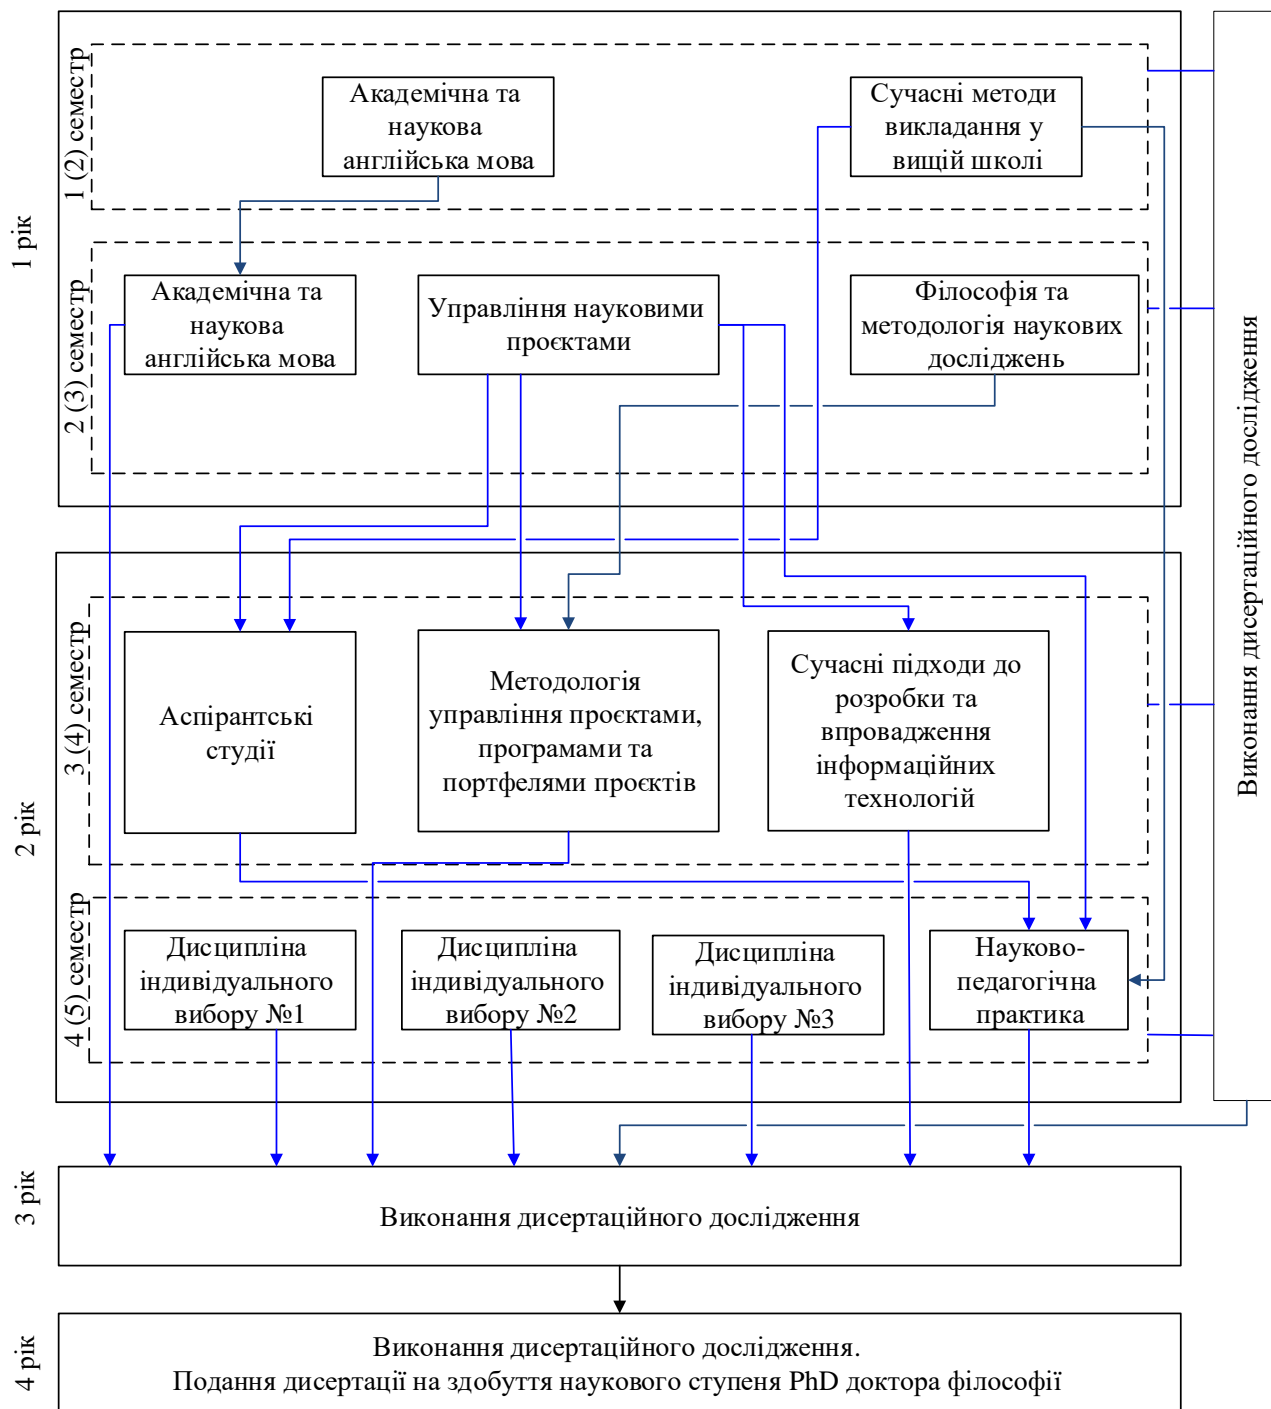 1 рік
1 (2) семестр
Академічна та
наукова
англійська мова
Сучасні методи
викладання у
вищій школі
2 (3) семестр
Академічна та
наукова
англійська мова
Управління науковими
проєктами
Філософія та
методологія наукових
досліджень
Виконання дисертаційного дослідження
2 рік
3 (4) семестр
Аспірантські
студії
Методологія
управління проєктами,
програмами та
портфелями проєктів
Сучасні підходи до
розробки та
впровадження
інформаційних
технологій
4 (5) семестр
Дисципліна
індивідуального
вибору №1
Дисципліна
індивідуального
вибору №2
Дисципліна
індивідуального
вибору №3
Науково-
педагогічна
практика
3 рік
Виконання дисертаційного дослідження
4 рік
Виконання дисертаційного дослідження.
Подання дисертації на здобуття наукового ступеня PhD доктора філософії